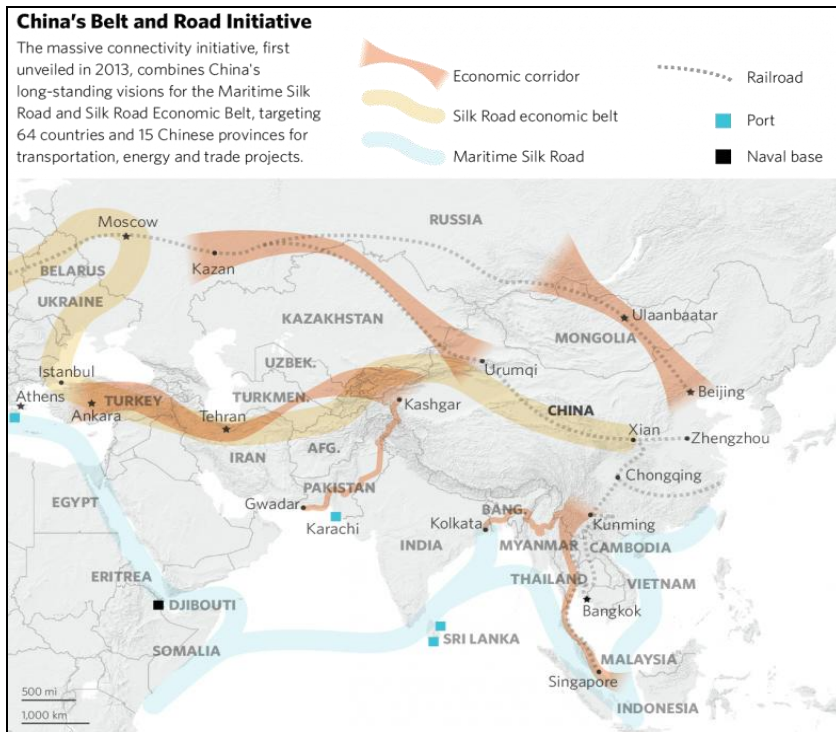 China's Belt and Road Initiative
The massive connectivity initiative, first
unveiled in 2013, combines China's
long-standing visions for the Maritime Silk
Road and Silk Road Economic Belt, targeting
64 countries and 15 Chinese provinces for
transportation, energy and trade projects.
Economic corridor
Silk Road economic belt
Maritime Silk Road
Railroad
Port
Naval base
RUSSIA
Moscow
Kazan
BELARUS
UKRAINE
Ulaanbaatar
KAZAKHSTAN
MONGOLIA
UZBEK.
Istanbul
Urumqi
Athens
TURKEY
TURKMEN.
Beijing
Ankara
Tehran
Kashgar
CHINA
Xian
Zhengzhou
IRAN
AFG.
Chongqing
PAKISTAN
EGYPT
Gwadar
BANG.
Karachi
Kolkata
Kunming
INDIA
MYANMAR
CAMBODIA
ERITREA
THAILAND
VIETNAM
DJIBOUTI
Bangkok
SRI LANKA
SOMALIA
MALAYSIA
Singapore
INDONESIA
500 mi
1,000 km